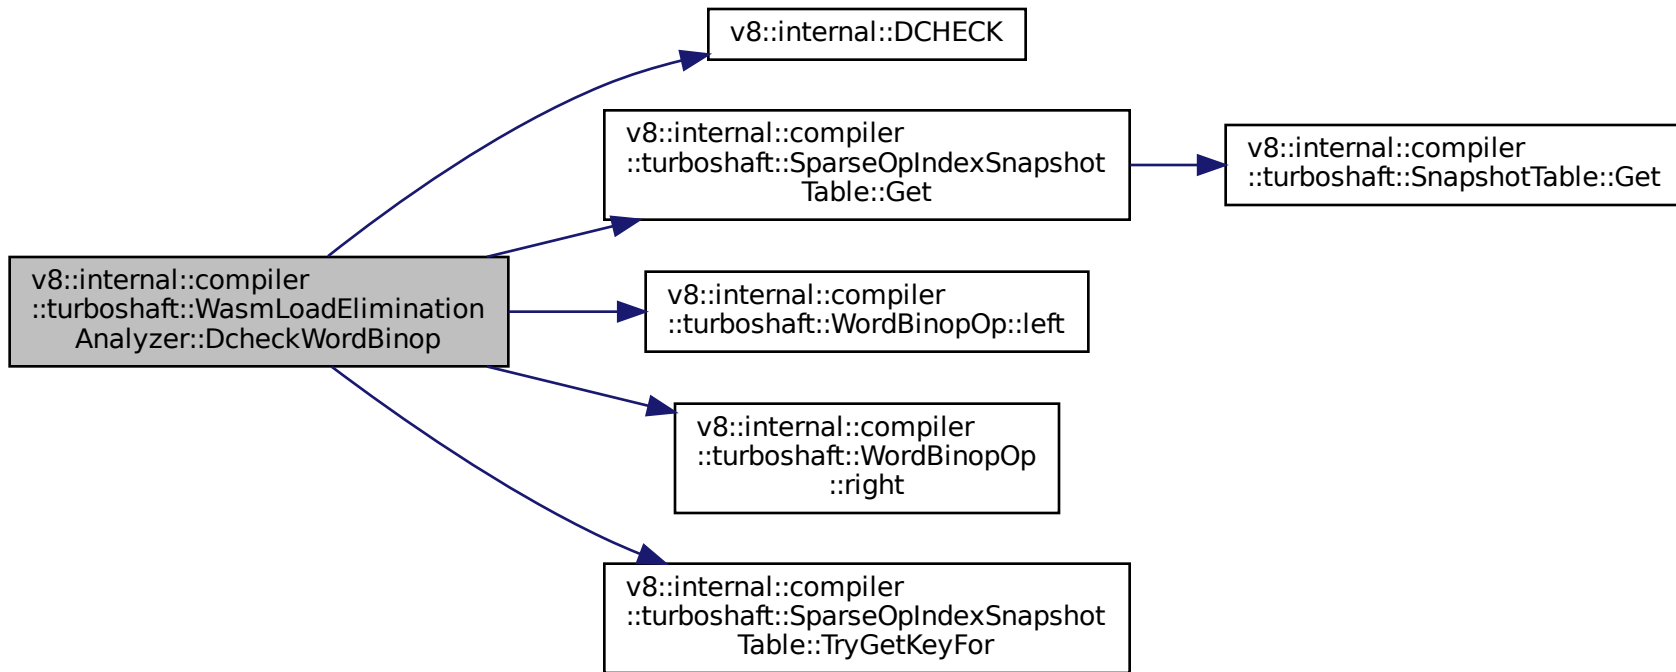 v8::internal::DCHECK
v8::internal::compiler
::turboshaft::SparseOpIndexSnapshot
Table::Get
v8::internal::compiler
::turboshaft::SnapshotTable::Get
v8::internal::compiler
::turboshaft::WasmLoadElimination
Analyzer::DcheckWordBinop
v8::internal::compiler
::turboshaft::WordBinopOp::left
v8::internal::compiler
::turboshaft::WordBinopOp
::right
v8::internal::compiler
::turboshaft::SparseOpIndexSnapshot
Table::TryGetKeyFor